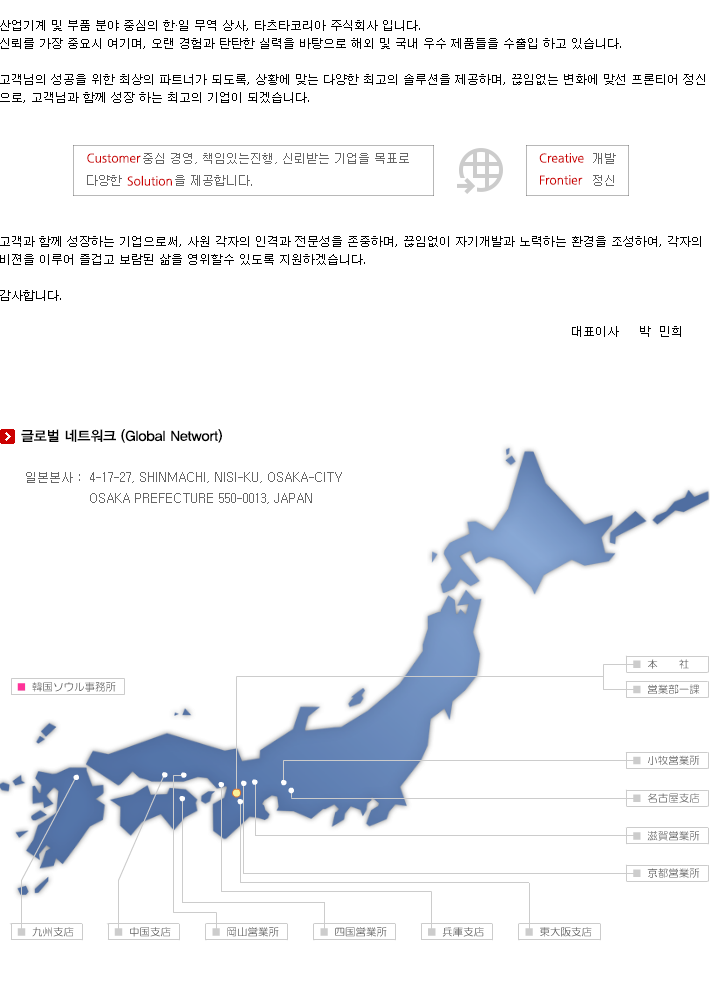 산업기계 및 부품 분야 중심의 한·일 무역 상사, 타츠타코리아 주식회사 입니다.
신뢰를 가장 중요시 여기며, 오랜 경험과 탄탄한 실력을 바탕으로 해외 및 국내 우수 제품들을 수출입 하고 있습니다.
고객님의 성공을 위한 최상의 파트너가 되도록, 상황에 맞는 다양한 최고의 솔루션을 제공하며, 끊임없는 변화에 맞선 프론티어 정신
으로, 고객님과 함께 성장 하는 최고의 기업이 되겠습니다.
Customer중심 경영, 책임있는진행, 신뢰받는 기업을 목표로
다양한 Solution을 제공합니다.
Creative 개발
Frontier 정신
고객과 함께 성장하는 기업으로써, 사원 각자의 인격과 전문성을 존중하며, 끊임없이 자기개발과 노력하는 환경을 조성하여, 각자의
비젼을 이루어 즐겁고 보람된 삶을 영위할수 있도록 지원하겠습니다.
감사합니다.
대표이사 박 민희
글로벌 네트워크 (Global Networt)
일본본사 : 4-17-27, SHINMACHI, NISI-KU, OSAKA-CITY
OSAKA PREFECTURE 550-0013, JAPAN
本 社
韓国ソウル事務所
営業部一課
小牧営業所
名古屋支店
滋賀営業所
京都営業所
九州支店
中国支店
岡山営業所
四国営業所
兵庫支店
東大阪支店